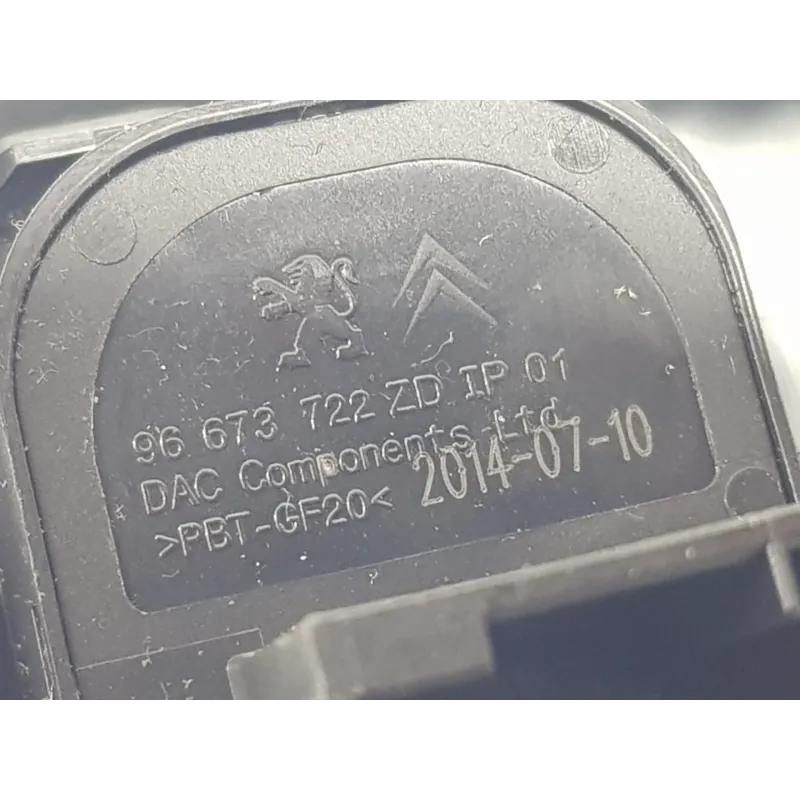 96 673 722 ZD IP 01
DAC Components Ltd
>PBT-GF20< 2014-07-10